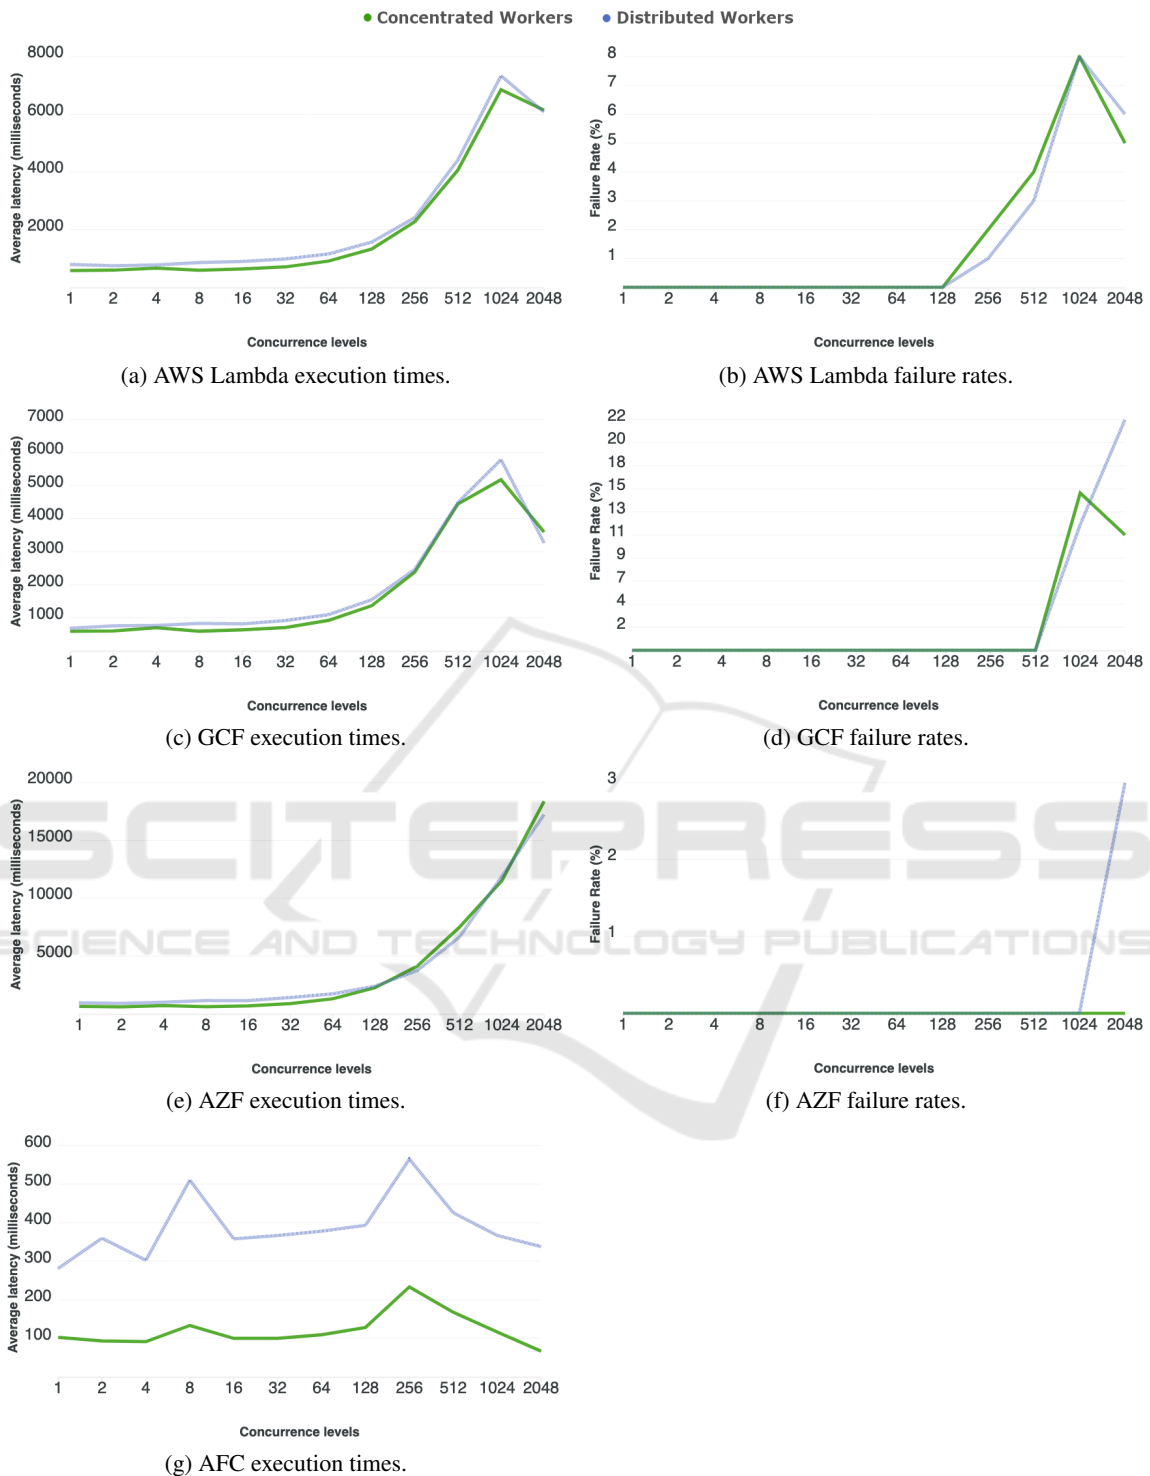 Concentrated Workers Distributed Workers
Average latency (milliseconds)
8000
6000
4000
2000
1 2 4 8 16 32 64 128 256 512 1024 2048
Concurrence levels
(a) AWS Lambda execution times.
Failure Rate (%)
8
7
6
5
4
3
2
1
1 2 4 8 16 32 64 128 256 512 1024 2048
Concurrence levels
(b) AWS Lambda failure rates.
Average latency (milliseconds)
7000
6000
5000
4000
3000
2000
1000
1 2 4 8 16 32 64 128 256 512 1024 2048
Concurrence levels
(c) GCF execution times.
Failure Rate (%)
22
20
18
15
13
11
9
7
4
2
1 2 4 8 16 32 64 128 256 512 1024 2048
Concurrence levels
(d) GCF failure rates.
Average latency (milliseconds)
20000
15000
10000
5000
1 2 4 8 16 32 64 128 256 512 1024 2048
Concurrence levels
(e) AZF execution times.
Failure Rate (%)
3
2
1
1 2 4 8 16 32 64 128 256 512 1024 2048
Concurrence levels
(f) AZF failure rates.
Average latency (milliseconds)
600
500
400
300
200
100
1 2 4 8 16 32 64 128 256 512 1024 2048
Concurrence levels
(g) AFC execution times.
SCITEPRESS
SCIENCE AND TECHNOLOGY PUBLICATIONS